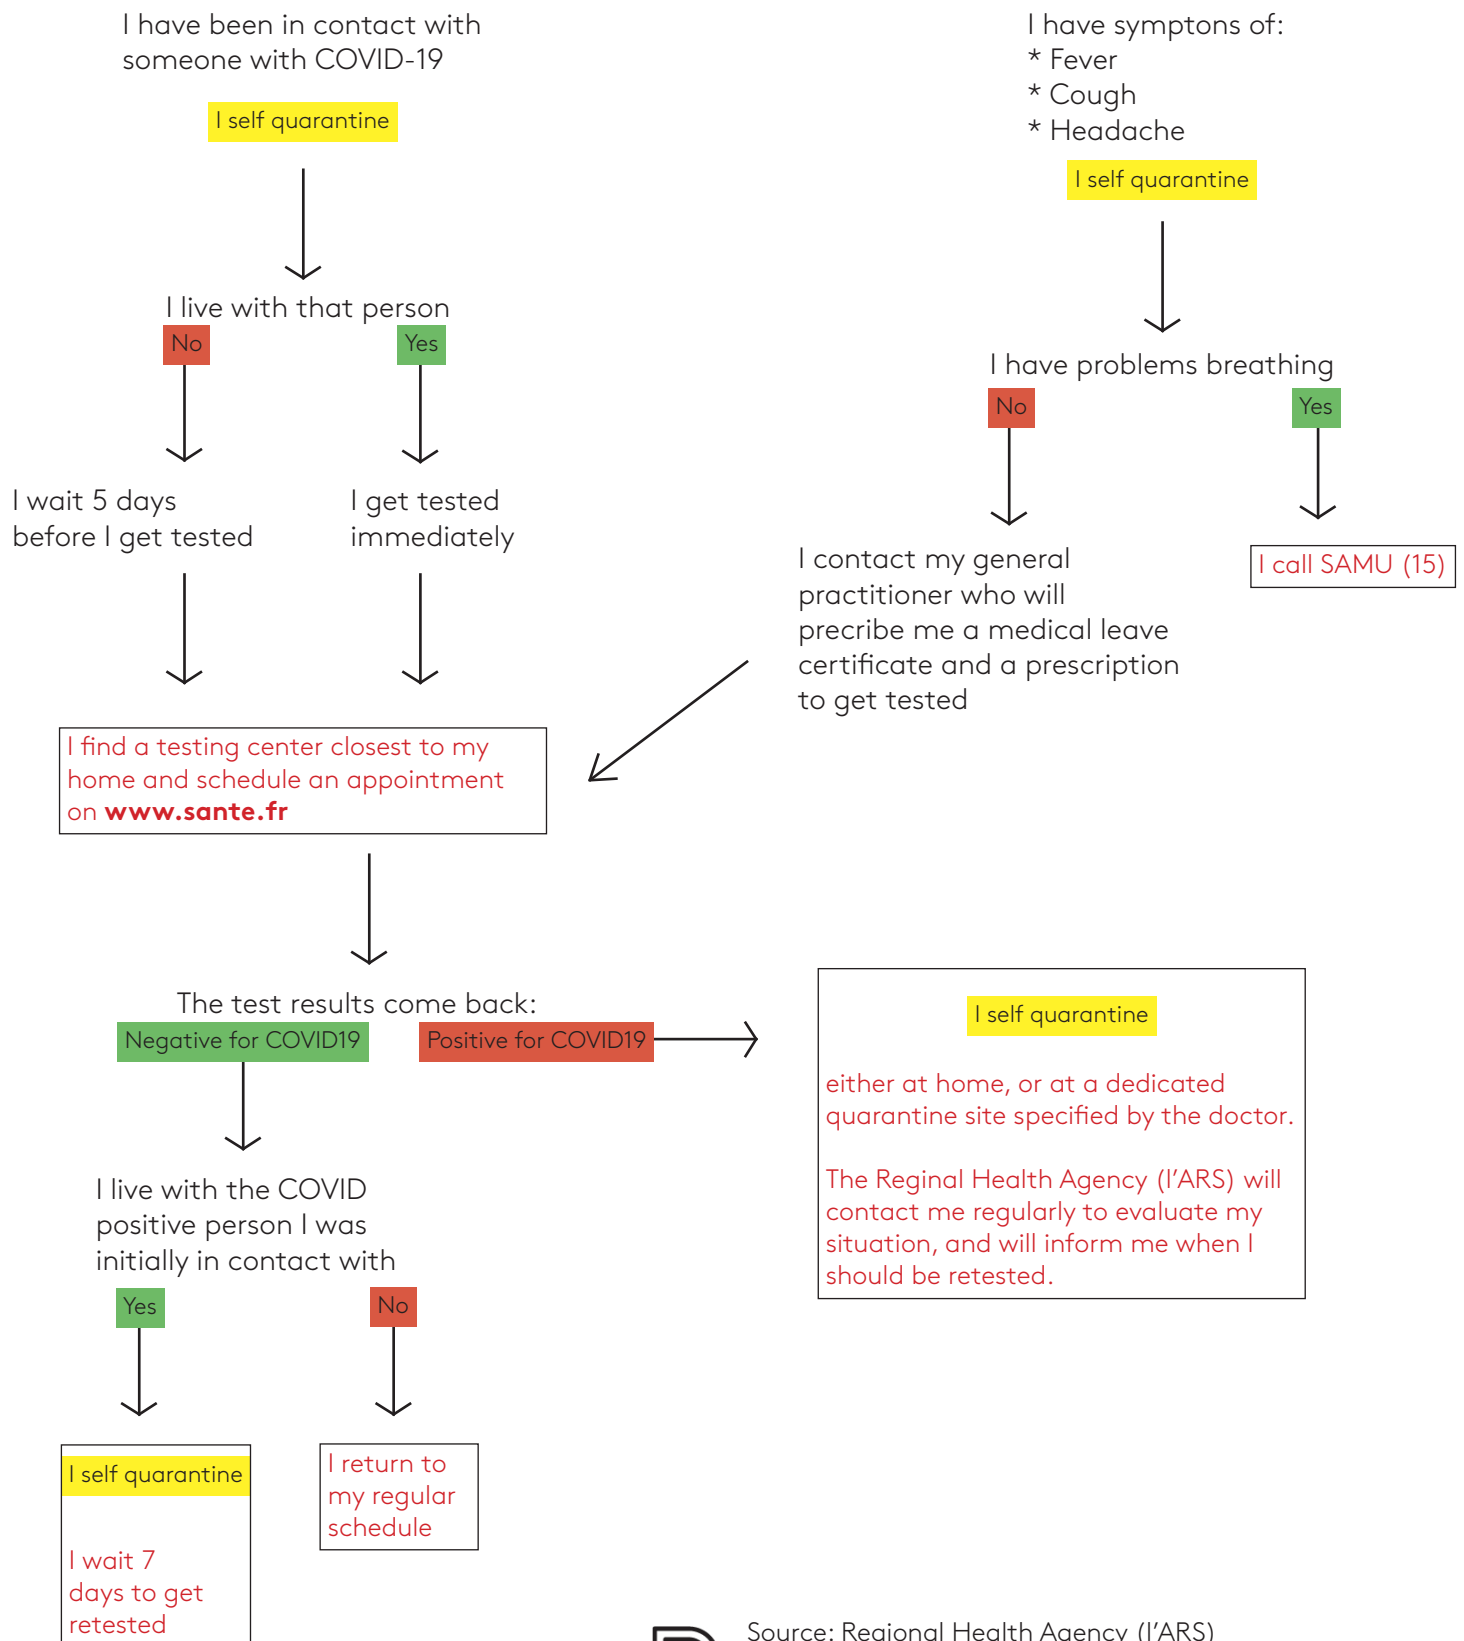 I have been in contact with
someone with COVID-19
I self quarantine
I live with that person
No
Yes
I wait 5 days
before I get tested
I get tested
immediately
I have symptons of:
* Fever
* Cough
* Headache
I self quarantine
I have problems breathing
No
Yes
I contact my general
practitioner who will
precribe me a medical leave
certificate and a prescription
to get tested
I call SAMU (15)
I find a testing center closest to my
home and schedule an appointment
on www.sante.fr
The test results come back:
Negative for COVID19
Positive for COVID19
I self quarantine
either at home, or at a dedicated
quarantine site specified by the doctor.
The Reginal Health Agency (l'ARS) will
contact me regularly to evaluate my
situation, and will inform me when I
should be retested.
I live with the COVID
positive person I was
initially in contact with
Yes
No
I self quarantine
I wait 7
days to get
retested
I return to
my regular
schedule
Source: Regional Health Agency (l'ARS)